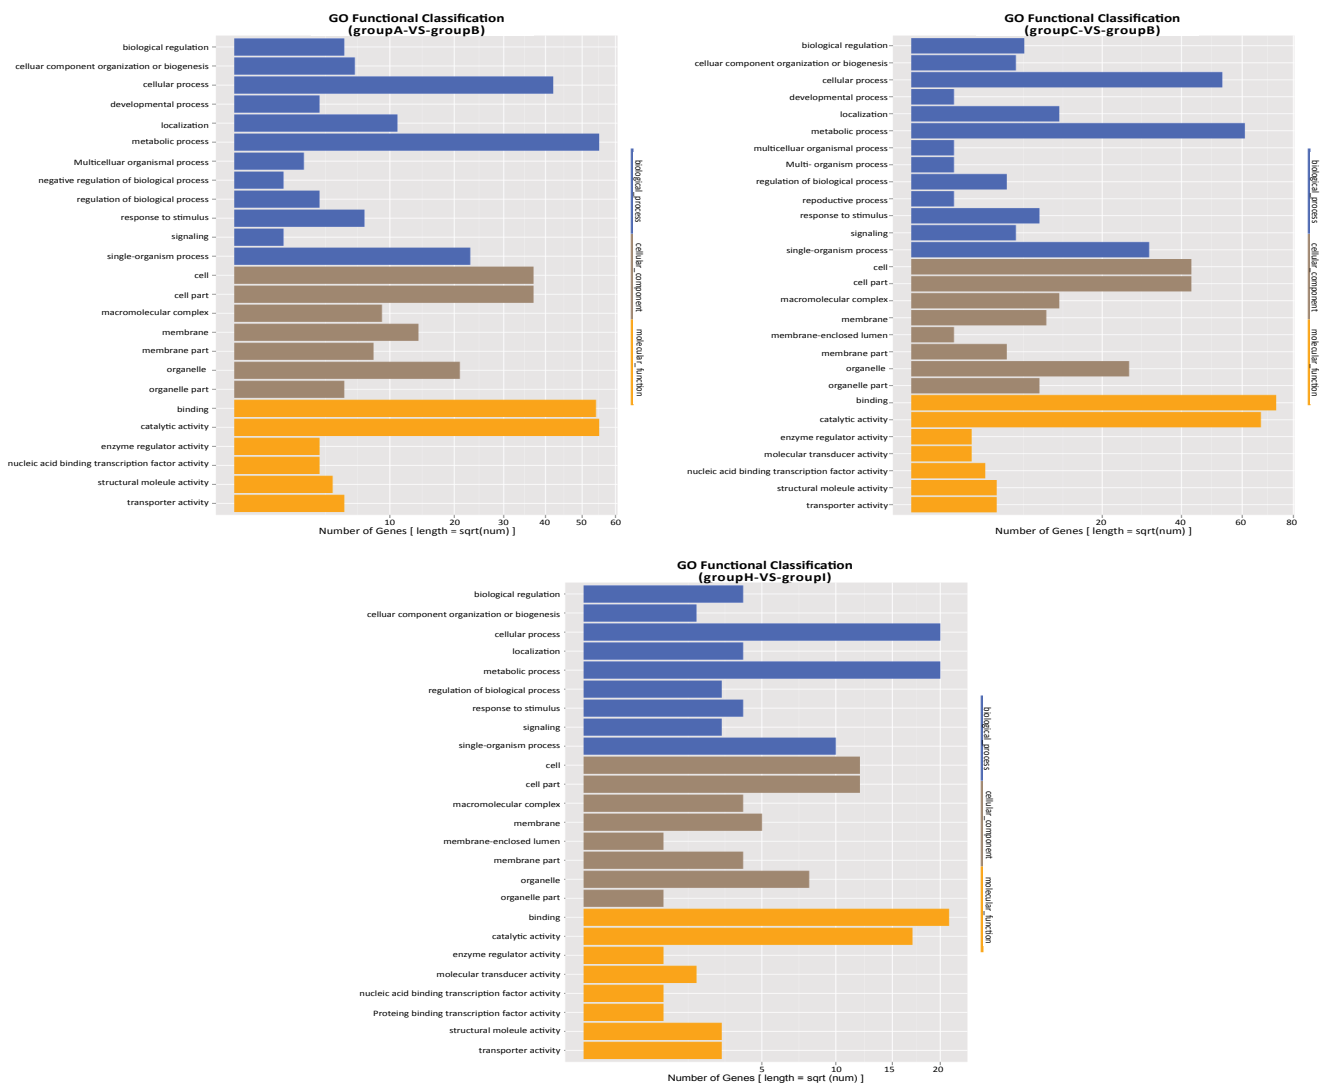 GO Functional Classification
(groupA-VS-groupB)
biological regulation
celluar component organization or biogenesis
cellular process
developmental process
localization
metabolic process
Multicelluar organismal process
negative regulation of biological process
regulation of biological process
response to stimulus
signaling
single-organism process
cell
cell part
macromolecular complex
membrane
membrane part
organelle
organelle part
binding
catalytic activity
enzyme regulator activity
nucleic acid binding transcription factor activity
structural moleule activity
transporter activity
10 20 30 40 50 60
Number of Genes [ length = sqrt(num) ]
biological_process
cellular_component
molecular_function
GO Functional Classification
(groupC-VS-groupB)
biological regulation
celluar component organization or biogenesis
cellular process
developmental process
localization
metabolic process
multicelluar organismal process
Multi- organism process
regulation of biological process
repoductive process
response to stimulus
signaling
single-organism process
cell
cell part
macromolecular complex
membrane
membrane-enclosed lumen
membrane part
organelle
organelle part
binding
catalytic activity
enzyme regulator activity
molecular transducer activity
nucleic acid binding transcription factor activity
structural moleule activity
transporter activity
20 40 60 80
Number of Genes [ length = sqrt(num) ]
biological_process
cellular_component
molecular_function
GO Functional Classification
(groupH-VS-groupI)
biological regulation
celluar component organization or biogenesis
cellular process
localization
metabolic process
regulation of biological process
response to stimulus
signaling
single-organism process
cell
cell part
macromolecular complex
membrane
membrane-enclosed lumen
membrane part
organelle
organelle part
binding
catalytic activity
enzyme regulator activity
molecular transducer activity
nucleic acid binding transcription factor activity
Proteing binding transcription factor activity
structural moleule activity
transporter activity
5 10 15 20
Number of Genes [ length = sqrt (num) ]
biological_process
cellular_component
molecular_function